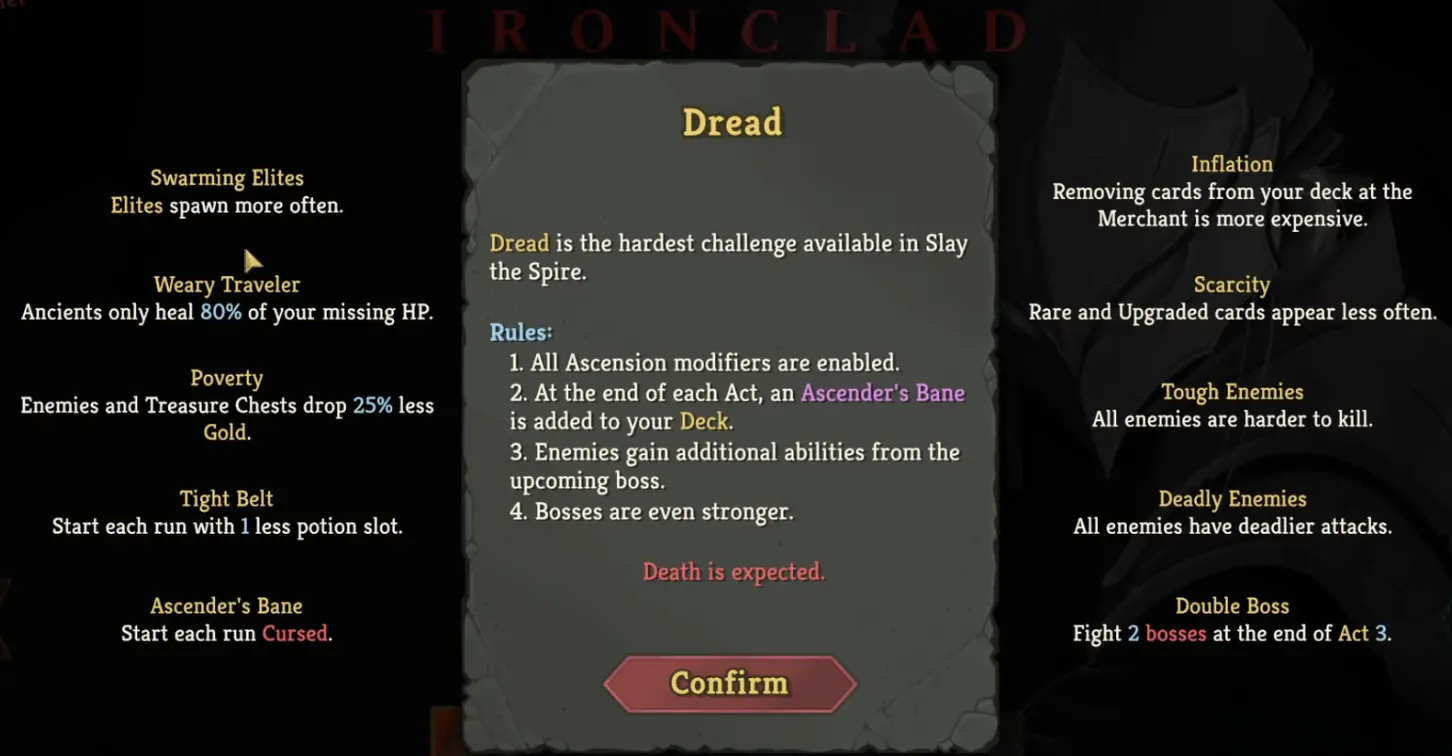 IRONCLAD
Swarming Elites
Elites spawn more often.
Weary Traveler
Ancients only heal 80% of your missing HP.
Poverty
Enemies and Treasure Chests drop 25% less
Gold.
Tight Belt
Start each run with 1 less potion slot.
Ascender's Bane
Start each run Cursed.
Dread
Dread is the hardest challenge available in Slay
the Spire.
Rules:
1. All Ascension modifiers are enabled.
2. At the end of each Act, an Ascender's Bane
is added to your Deck.
3. Enemies gain additional abilities from the
upcoming boss.
4. Bosses are even stronger.
Death is expected.
Confirm
Inflation
Removing cards from your deck at the
Merchant is more expensive.
Scarcity
Rare and Upgraded cards appear less often.
Tough Enemies
All enemies are harder to kill.
Deadly Enemies
All enemies have deadlier attacks.
Double Boss
Fight 2 bosses at the end of Act 3.